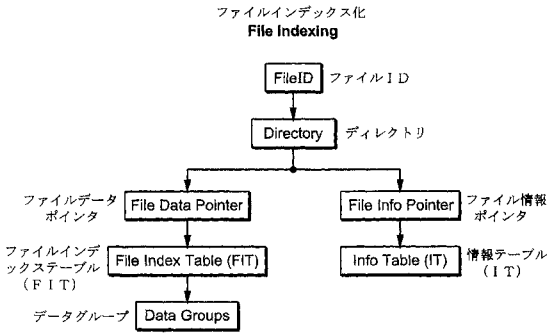 ファイルインデックス化
File Indexing
FileID
ファイルＩＤ
Directory
ディレクトリ
ファイルデータ
ポインタ
File Data Pointer
File Info Pointer
ファイル情報
ポインタ
ファイルインデ
ックステーブル
（ＦＩＴ）
File Index Table (FIT)
Info Table (IT)
情報テーブル
（ＩＴ）
データグループ
Data Groups